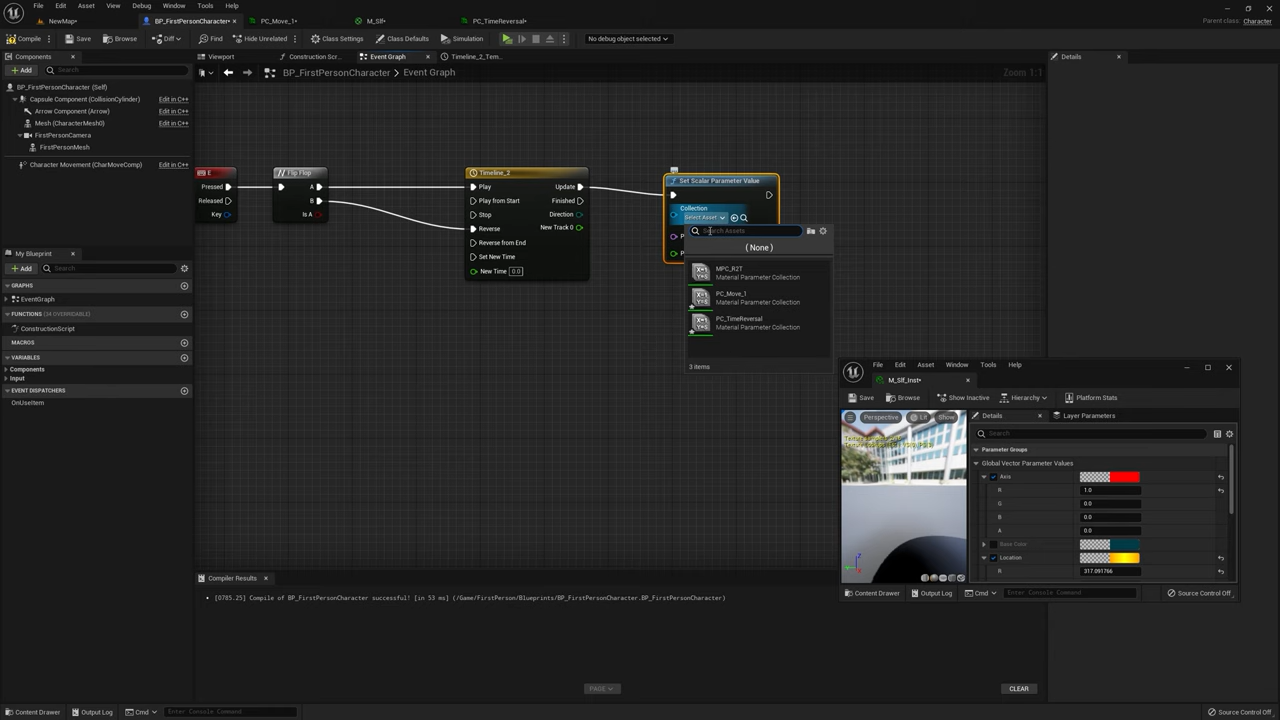 File Edit Asset View Debug Window Tools Help
NewMap•
BP_FirstPersonCharacter•
PC_Move_1•
M_Slf•
PC_TimeReversal•
Parent class: Character
Compile
Save
Browse
Diff
Find
Hide Unrelated
Class Settings
Class Defaults
Simulation
No debug object selected
Components
Add
Search
BP_FirstPersonCharacter (Self)
Capsule Component (CollisionCylinder) Edit in C++
Arrow Component (Arrow) Edit in C++
Mesh (CharacterMesh0) Edit in C++
FirstPersonCamera
FirstPersonMesh
Character Movement (CharMoveComp) Edit in C++
My Blueprint
Add
Search
GRAPHS
EventGraph
FUNCTIONS (34 OVERRIDABLE)
ConstructionScript
MACROS
VARIABLES
Components
Input
EVENT DISPATCHERS
OnUseItem
Viewport
Construction Scr...
Event Graph
Timeline_2_Tem...
BP_FirstPersonCharacter > Event Graph
Zoom 1:1
E
Pressed
Released
Key
Flip Flop
A
B
Is A
Timeline_2
Play
Play from Start
Stop
Reverse
Reverse from End
Set New Time
New Time 0.0
Update
Finished
Direction
New Track 0
Set Scalar Parameter Value
Collection
Select Asset
P
P
Search Assets
( None )
MPC_R2T
Material Parameter Collection
PC_Move_1
Material Parameter Collection
PC_TimeReversal
Material Parameter Collection
3 items
Details
Compiler Results
• [0785.25] Compile of BP_FirstPersonCharacter successful! [in 53 ms] (/Game/FirstPerson/Blueprints/BP_FirstPersonCharacter.BP_FirstPersonCharacter)
PAGE
CLEAR
File Edit Asset Window Tools Help
M_Slf_Inst•
Save
Browse
Show Inactive
Hierarchy
Platform Stats
Perspective
Lit
Show
Details
Layer Parameters
Search
Parameter Groups
Global Vector Parameter Values
Axis
R 1.0
G 0.0
B 0.0
A 0.0
Base Color
Location
R 317.091766
Content Drawer
Output Log
Cmd
Enter Console Command
Source Control Off
Content Drawer
Output Log
Cmd
Enter Console Command
Source Control Off